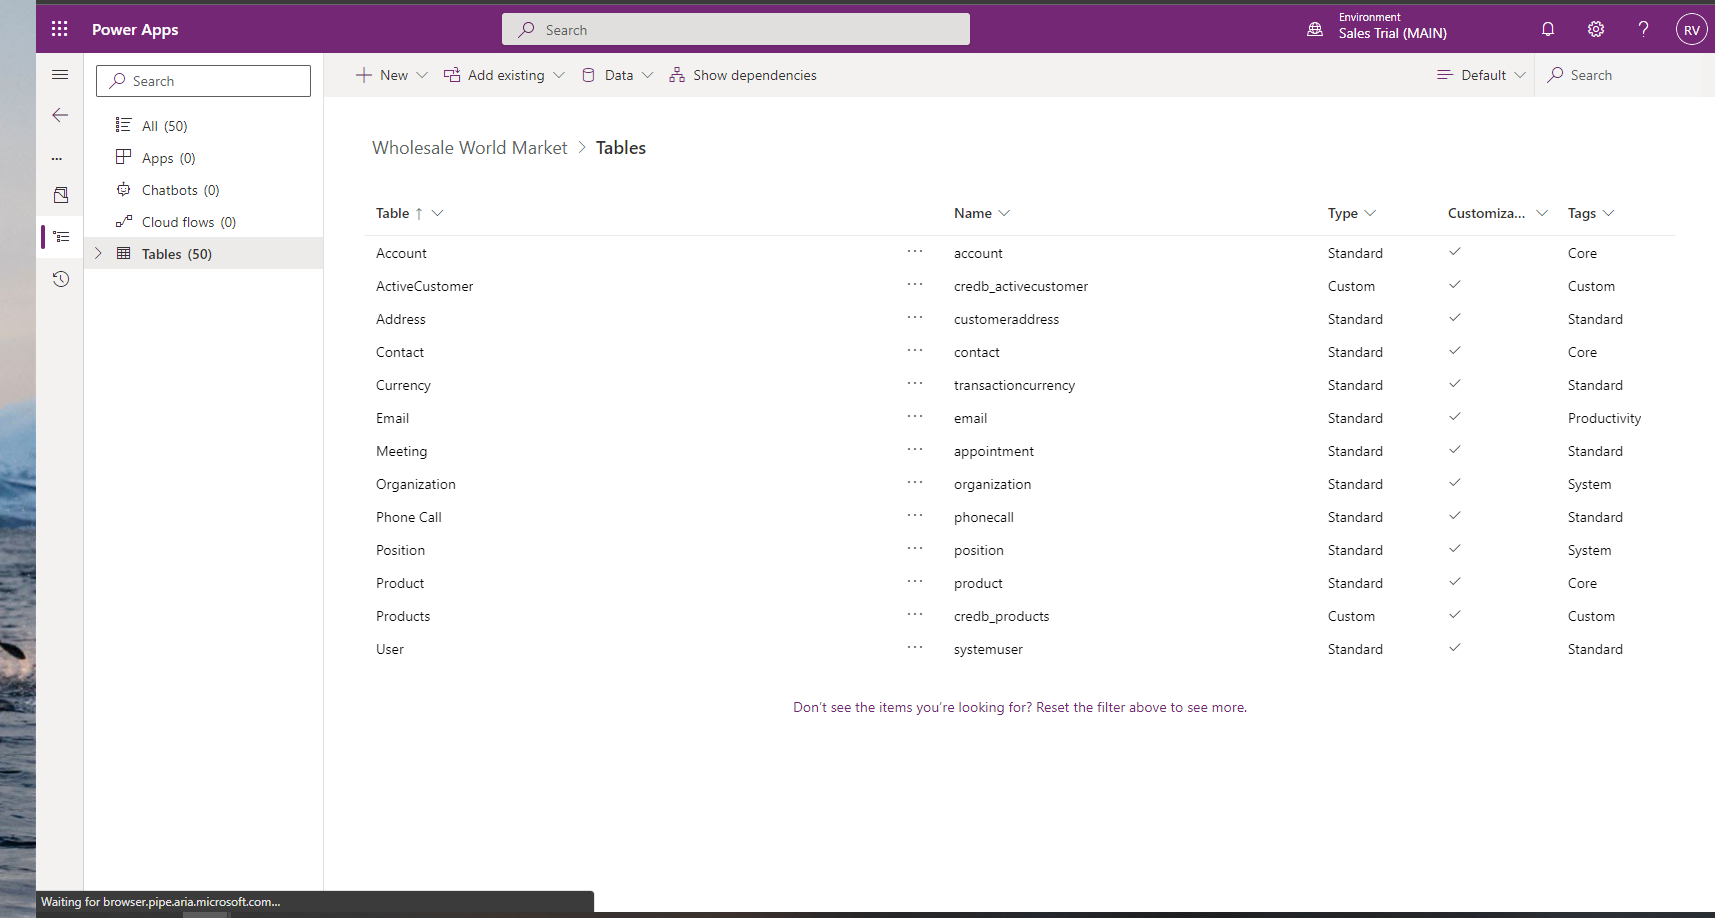 Power Apps
Search
Environment
Sales Trial (MAIN)
RV
Search
New
Add existing
Data
Show dependencies
Default
Search
All (50)
Apps (0)
Chatbots (0)
Cloud flows (0)
Tables (50)
Wholesale World Market > Tables
Table ↑ Name Type Customiza... Tags
Account ... account Standard ✓ Core
ActiveCustomer ... credb_activecustomer Custom ✓ Custom
Address ... customeraddress Standard ✓ Standard
Contact ... contact Standard ✓ Core
Currency ... transactioncurrency Standard ✓ Standard
Email ... email Standard ✓ Productivity
Meeting ... appointment Standard ✓ Standard
Organization ... organization Standard ✓ System
Phone Call ... phonecall Standard ✓ Standard
Position ... position Standard ✓ System
Product ... product Standard ✓ Core
Products ... credb_products Custom ✓ Custom
User ... systemuser Standard ✓ Standard
Don't see the items you're looking for? Reset the filter above to see more.
Waiting for browser.pipe.aria.microsoft.com...